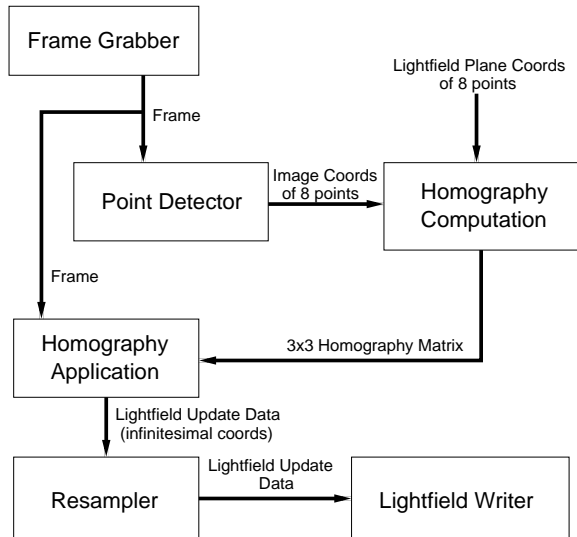 Frame Grabber
Lightfield Plane Coords
of 8 points
Frame
Point Detector
Image Coords
of 8 points
Homography
Computation
Frame
Homography
Application
3x3 Homography Matrix
Lightfield Update Data
(infinitesimal coords)
Resampler
Lightfield Update
Data
Lightfield Writer